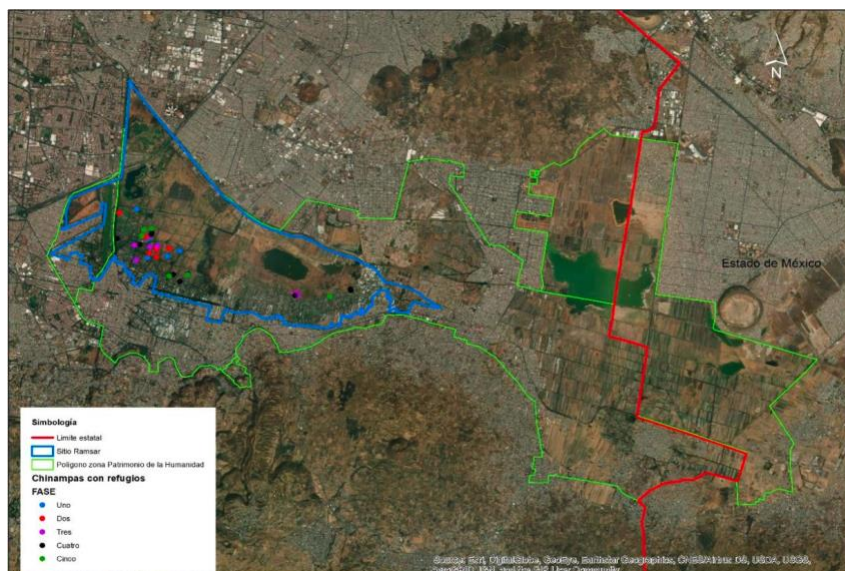 N
Estado de México
Simbología
Limite estatal
Sitio Ramsar
Polígono zona Patrimonio de la Humanidad
Chinampas con refugios
FASE
Uno
Dos
Tres
Cuatro
Cinco
Source: Esri, DigitalGlobe, GeoEye, Earthstar Geographics, CNES/Airbus DS, USDA, USGS,